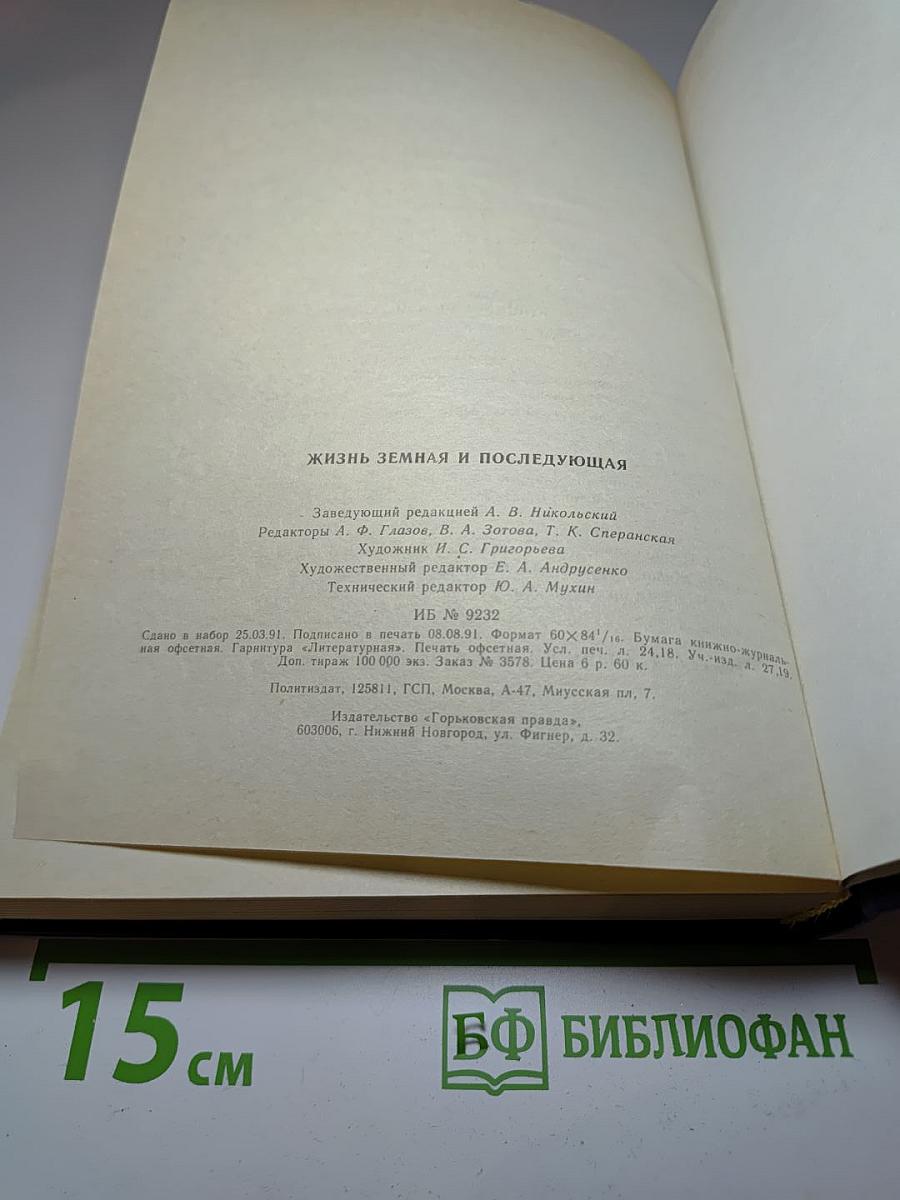 ЖИЗНЬ ЗЕМНАЯ И ПОСЛЕДУЮЩАЯ
Заведующий редакцией А. В. Никольский
Редакторы А. Ф. Глазов, В. А. Зотова, Т. К. Сперанская
Художник И. С. Григорьева
Художественный редактор Е. А. Андрусенко
Технический редактор Ю. А. Мухин
ИБ № 9232
Сдано в набор 25.03.91. Подписано в печать 08.08.91. Формат 60×84¹/₁₆. Бумага книжно-журналь-
ная офсетная. Гарнитура «Литературная». Печать офсетная. Усл. печ. л. 24,18. Уч.-изд. л. 27,19.
Доп. тираж 100 000 экз. Заказ № 3578. Цена 6 р. 60 к.
Политиздат, 125811, ГСП, Москва, А-47, Миусская пл, 7.
Издательство «Горьковская правда»,
603006, г. Нижний Новгород, ул. Фигнер, д. 32.
15 см
БФ БИБЛИОФАН